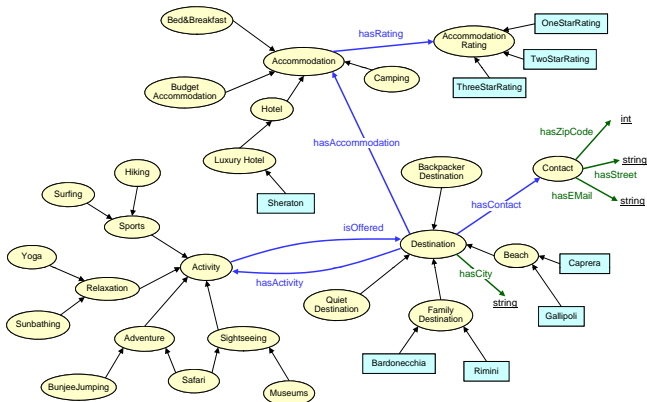 Bed&Breakfast
hasRating
Accommodation
Rating
OneStarRating
TwoStarRating
ThreeStarRating
Accommodation
Camping
Budget
Accommodation
Hotel
Luxury Hotel
Sheraton
hasAccommodation
Backpacker
Destination
hasZipCode
int
Contact
string
hasStreet
hasEMail
string
hasContact
Hiking
Surfing
Sports
isOffered
Destination
Beach
Caprera
Yoga
Activity
hasActivity
hasCity
string
Relaxation
Quiet
Destination
Family
Destination
Gallipoli
Sunbathing
Adventure
Sightseeing
Bardonecchia
Rimini
BunjeeJumping
Safari
Museums